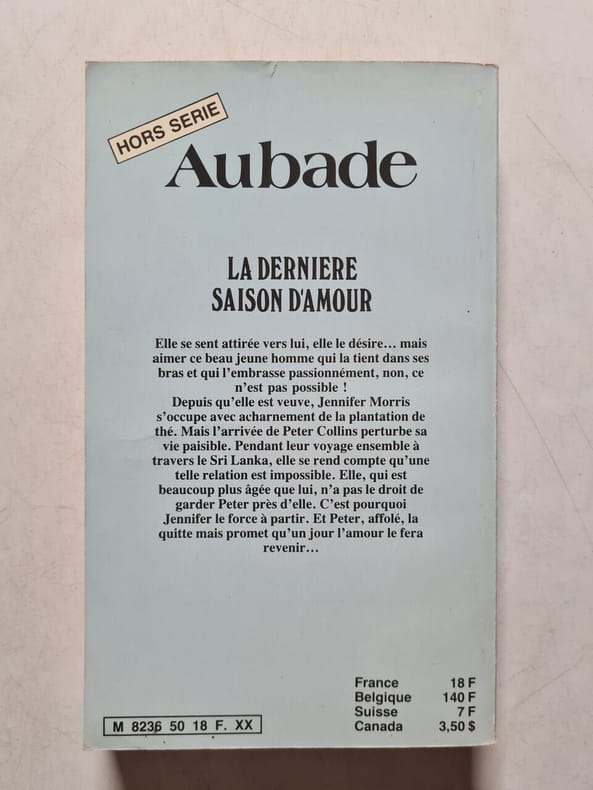 HORS SERIE
Aubade
LA DERNIERE
SAISON D'AMOUR
Elle se sent attirée vers lui, elle le désire... mais
aimer ce beau jeune homme qui la tient dans ses
bras et qui l'embrasse passionnément, non, ce
n'est pas possible !
Depuis qu'elle est veuve, Jennifer Morris
s'occupe avec acharnement de la plantation de
thé. Mais l'arrivée de Peter Collins perturbe sa
vie paisible. Pendant leur voyage ensemble à
travers le Sri Lanka, elle se rend compte qu'une
telle relation est impossible. Elle, qui est
beaucoup plus âgée que lui, n'a pas le droit de
garder Peter près d'elle. C'est pourquoi
Jennifer le force à partir. Et Peter, affolé, la
quitte mais promet qu'un jour l'amour le fera
revenir...
France 18 F
Belgique 140 F
Suisse 7 F
Canada 3,50 $
M 8236 50 18 F. XX